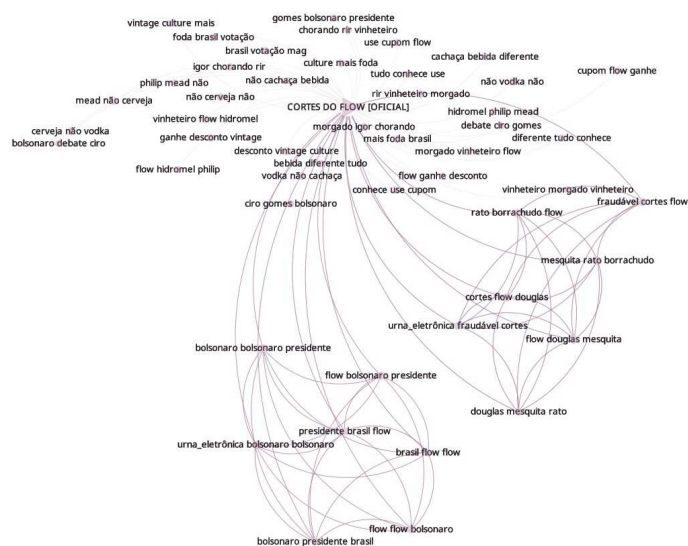 gomes bolsonaro presidente
vintage culture mais
chorando rir vinheteiro
foda brasil votação
use cupom flow
brasil votação mag
cachaça bebida diferente
culture mais foda
igor chorando rir
tudo conhece use
cupom flow ganhe
não cachaça bebida
não vodka não
philip mead não
rir vinheteiro morgado
não cerveja não
mead não cerveja
CORTES DO FLOW [OFICIAL]
hidromel philip mead
vinheteiro flow hidromel
morgado igor chorando
debate ciro gomes
cerveja não vodka
ganhe desconto vintage
mais foda brasil
diferente tudo conhece
bolsonaro debate ciro
desconto vintage culture
morgado vinheteiro flow
bebida diferente tudo
flow hidromel philip
vodka não cachaça
flow ganhe desconto
conhece use cupom
vinheteiro morgado vinheteiro
ciro gomes bolsonaro
fraudável cortes flow
rato borrachudo flow
mesquita rato borrachudo
cortes flow douglas
urna_eletrônica fraudável cortes
flow douglas mesquita
bolsonaro bolsonaro presidente
flow bolsonaro presidente
douglas mesquita rato
presidente brasil flow
urna_eletrônica bolsonaro bolsonaro
brasil flow flow
flow flow bolsonaro
bolsonaro presidente brasil